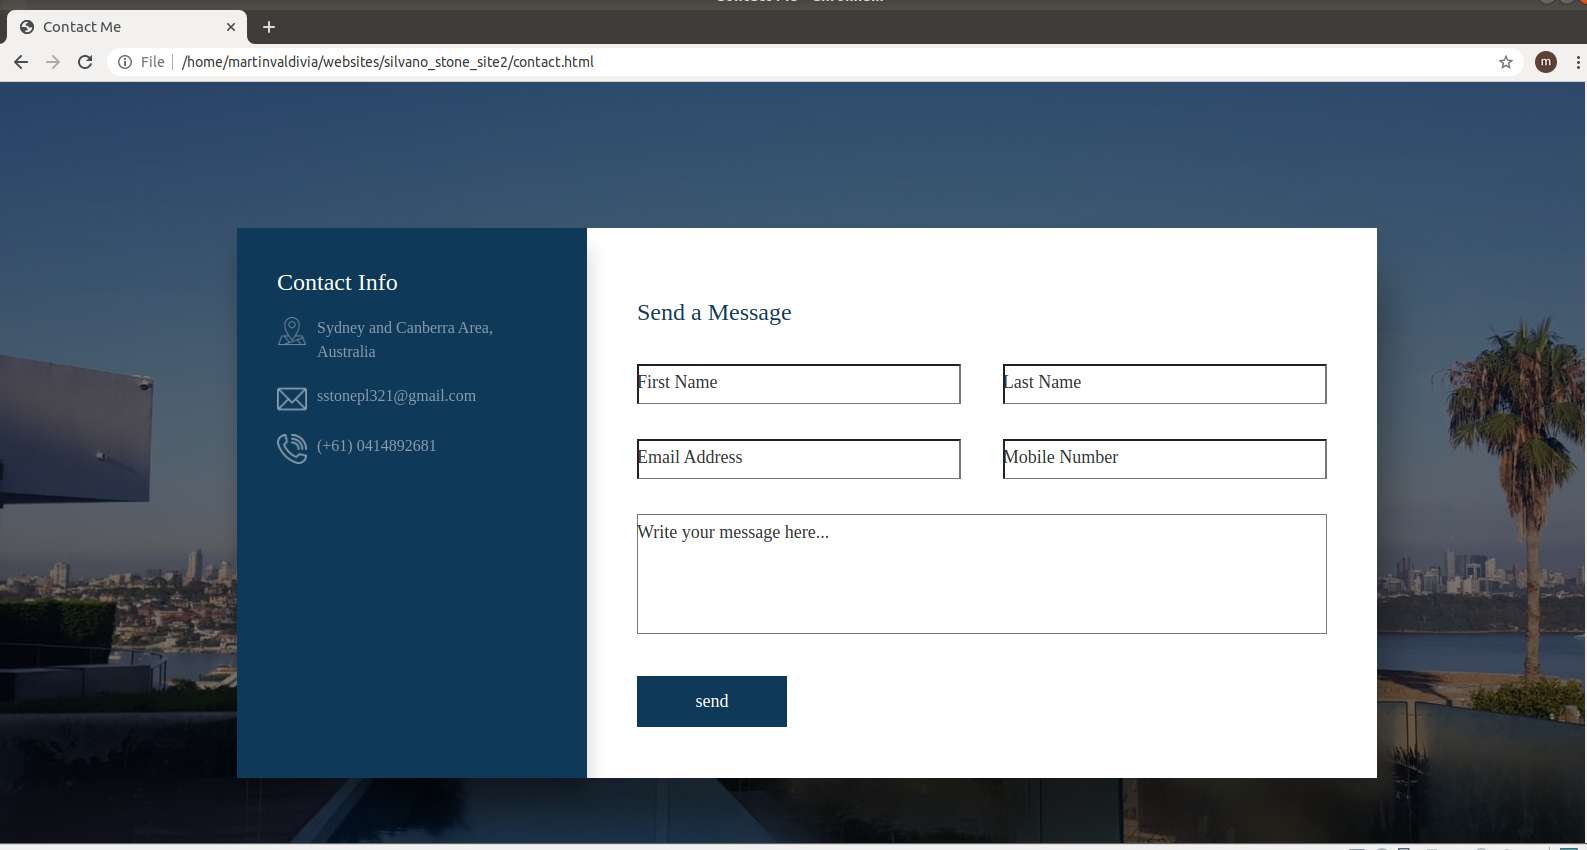 Contact Me
File
/home/martinvaldivia/websites/silvano_stone_site2/contact.html
m
Contact Info
Sydney and Canberra Area,
Australia
sstonepl321@gmail.com
(+61) 0414892681
Send a Message
First Name
Last Name
Email Address
Mobile Number
Write your message here...
send